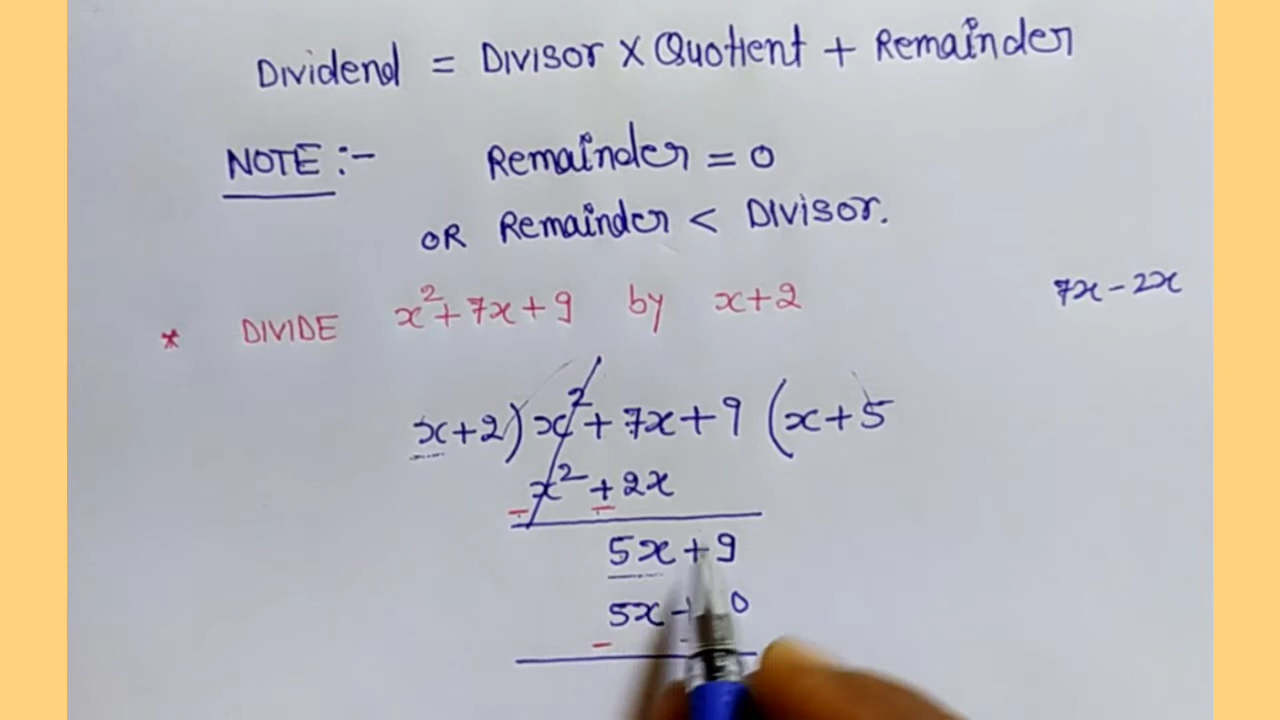 Dividend = Divisor × Quotient + Remainder
NOTE :- Remainder = 0
OR Remainder < Divisor.
* DIVIDE x² + 7x + 9 by x + 2
7x - 2x
x + 2) x² + 7x + 9 (x + 5
x² + 2x
- -
5x + 9
5x
-